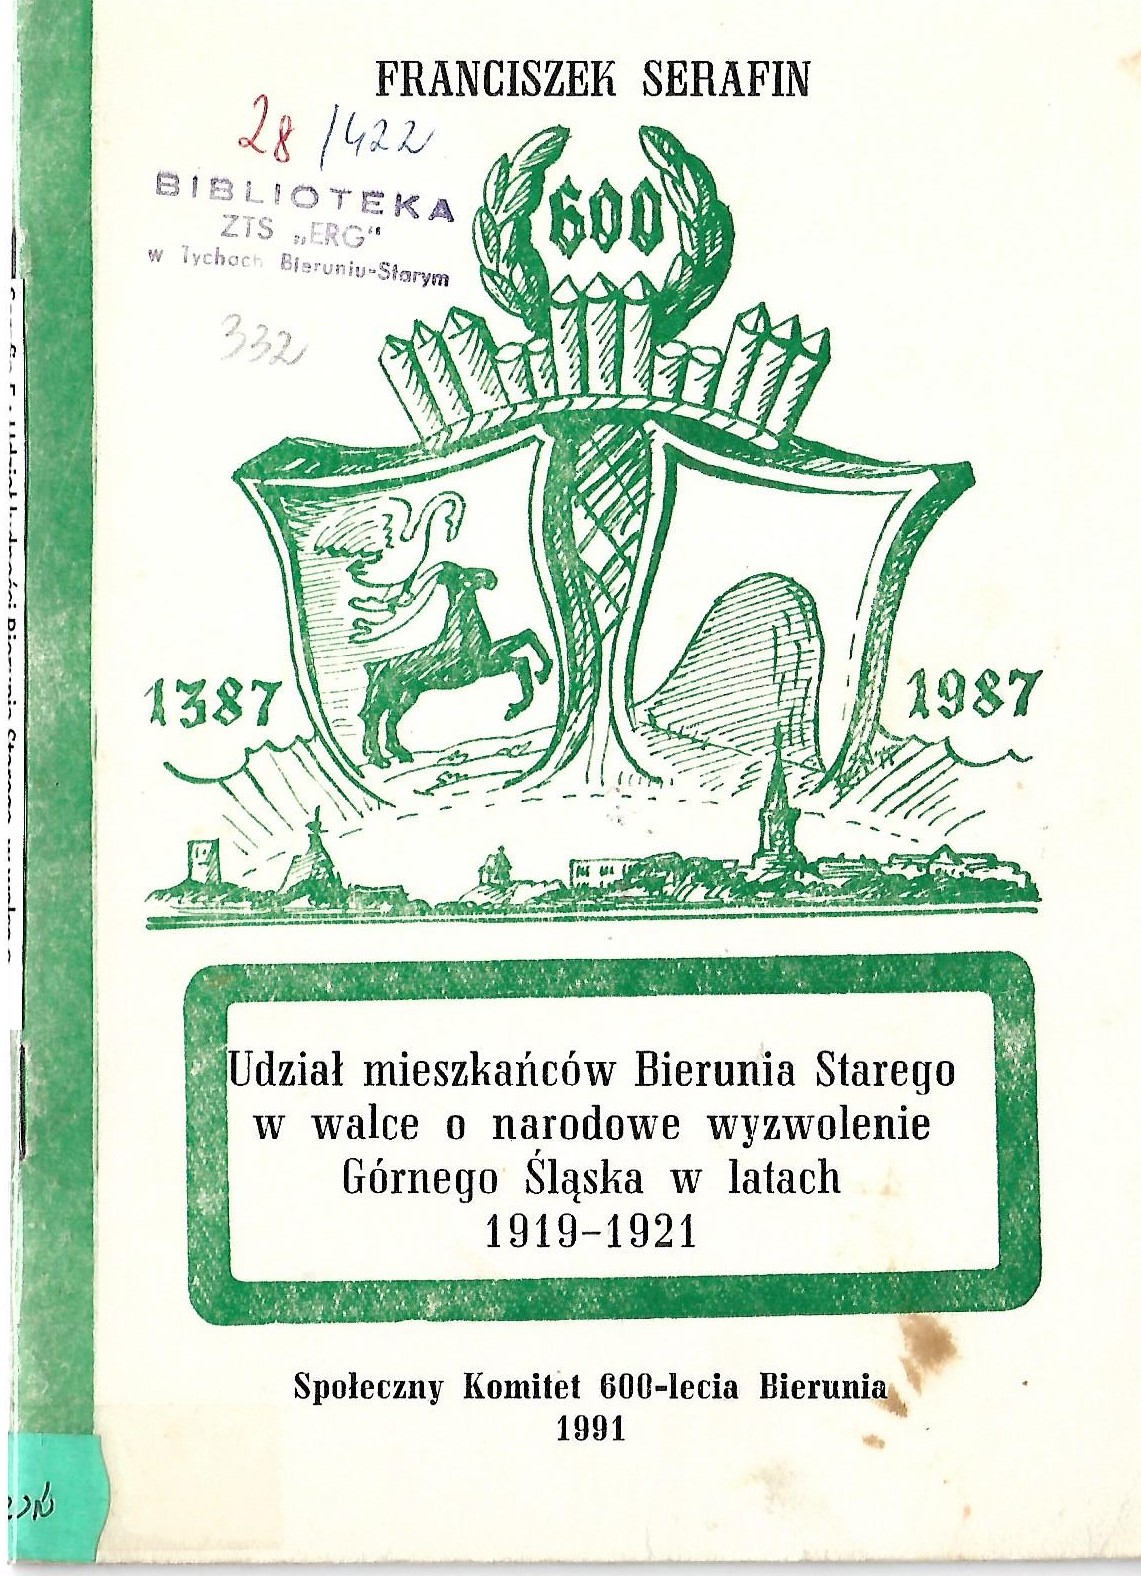 FRANCISZEK SERAFIN
28 /422
BIBLIOTEKA
ZTS „ERG"
w Tychach Bieruniu-Starym
332
600
1387
1987
Udział mieszkańców Bierunia Starego
w walce o narodowe wyzwolenie
Górnego Śląska w latach
1919-1921
Społeczny Komitet 600-lecia Bierunia
1991